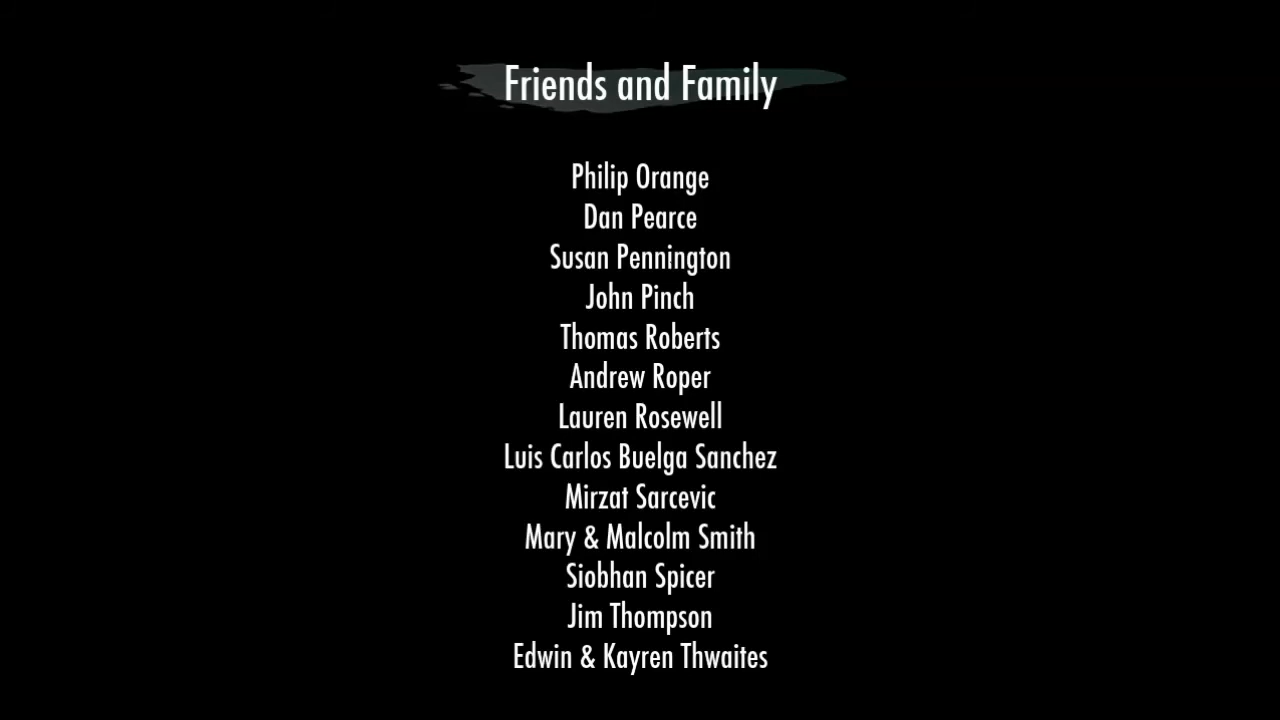 Friends and Family
Philip Orange
Dan Pearce
Susan Pennington
John Pinch
Thomas Roberts
Andrew Roper
Lauren Rosewell
Luis Carlos Buelga Sanchez
Mirzat Sarcevic
Mary & Malcolm Smith
Siobhan Spicer
Jim Thompson
Edwin & Kayren Thwaites